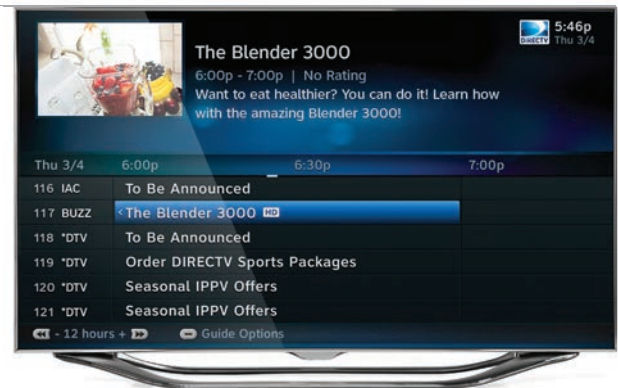 The Blender 3000
6:00p - 7:00p | No Rating
Want to eat healthier? You can do it! Learn how
with the amazing Blender 3000!
DIRECTV
5:46p
Thu 3/4
Thu 3/4 6:00p 6:30p 7:00p
116 IAC To Be Announced
117 BUZZ <The Blender 3000 HD
118 *DTV To Be Announced
119 *DTV Order DIRECTV Sports Packages
120 *DTV Seasonal IPPV Offers
121 *DTV Seasonal IPPV Offers
- 12 hours + Guide Options